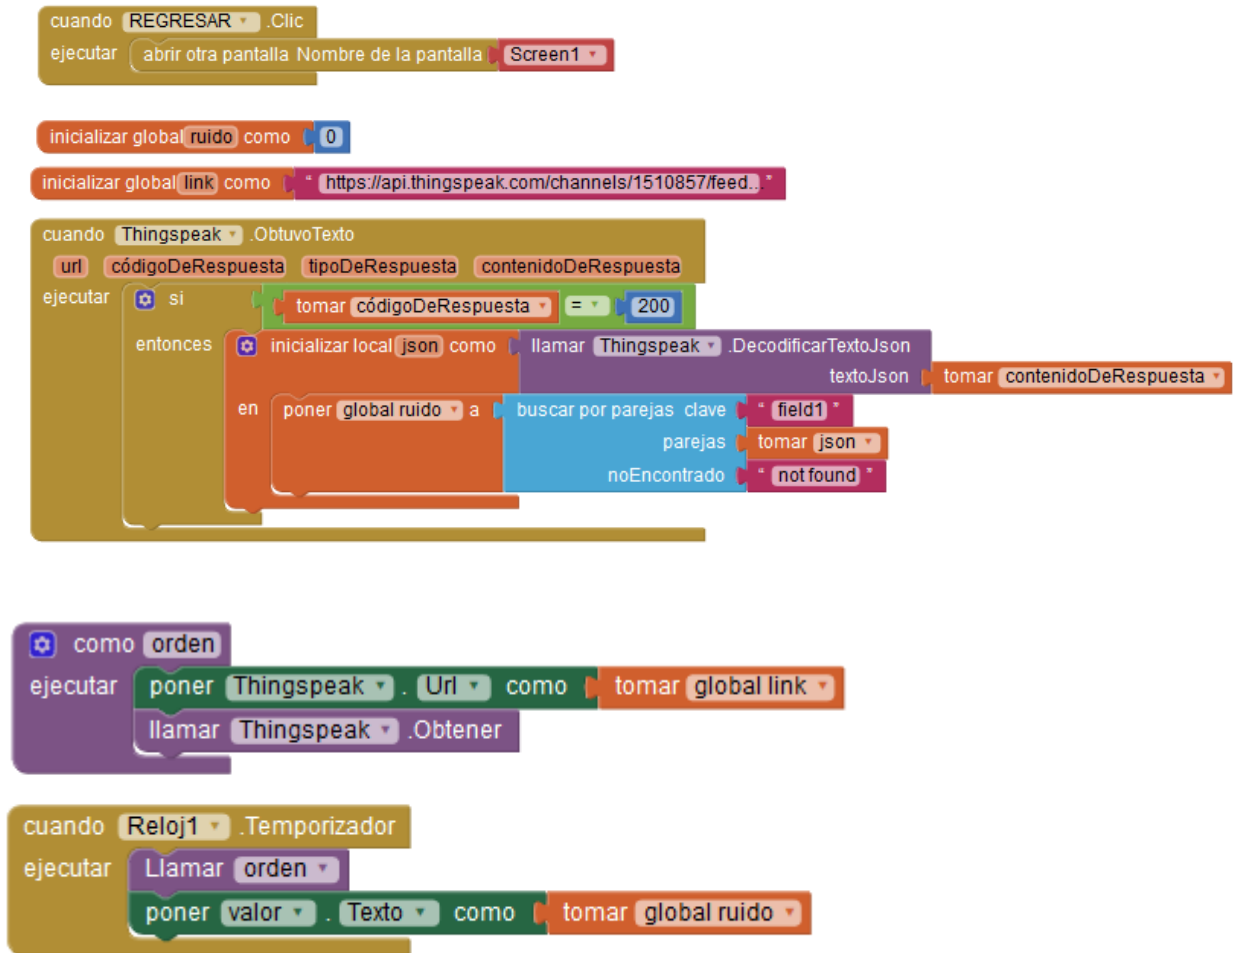 cuando REGRESAR .Clic
ejecutar abrir otra pantalla Nombre de la pantalla Screen1
inicializar global ruido como 0
inicializar global link como “ https://api.thingspeak.com/channels/1510857/feed... ”
cuando Thingspeak .ObtuvoTexto
url códigoDeRespuesta tipoDeRespuesta contenidoDeRespuesta
ejecutar si tomar códigoDeRespuesta = 200
entonces inicializar local json como llamar Thingspeak .DecodificarTextoJson
textoJson tomar contenidoDeRespuesta
en poner global ruido a buscar por parejas clave “ field1 ”
parejas tomar json
noEncontrado “ not found ”
como orden
ejecutar poner Thingspeak . Url como tomar global link
llamar Thingspeak .Obtener
cuando Reloj1 .Temporizador
ejecutar Llamar orden
poner valor . Texto como tomar global ruido